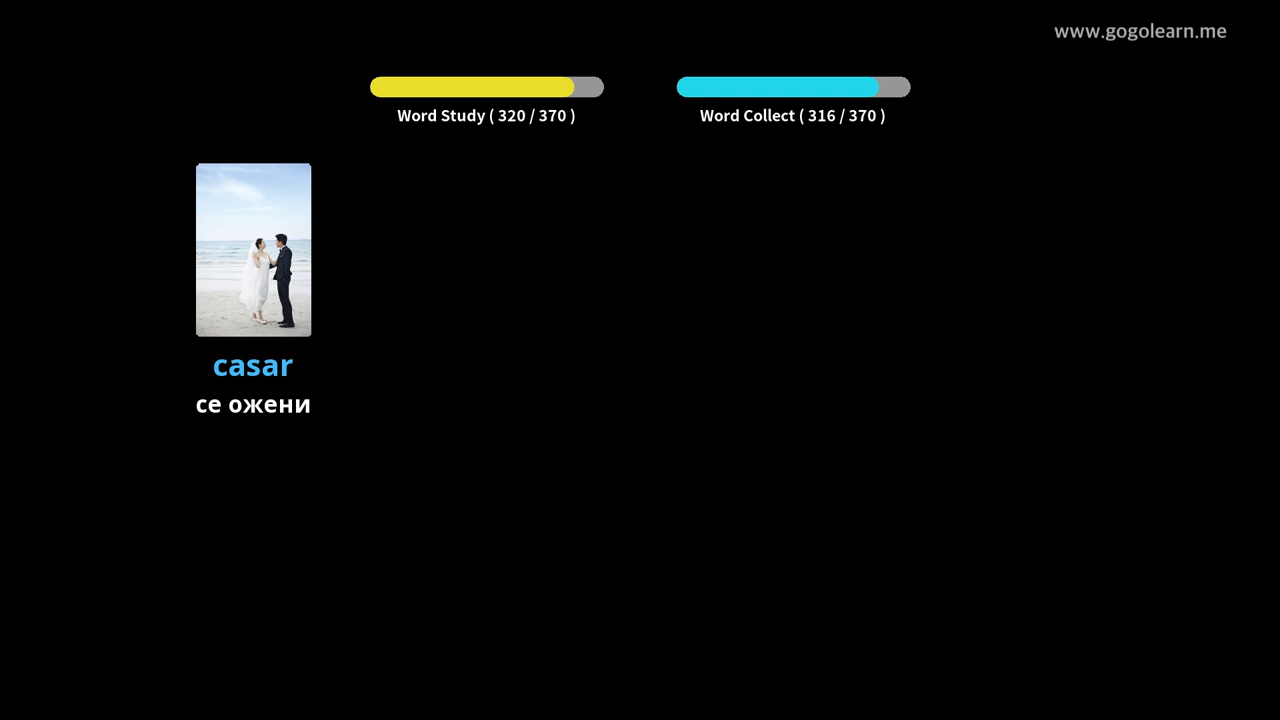 www.gogolearn.me
Word Study ( 320 / 370 )
Word Collect ( 316 / 370 )
casar
се ожени